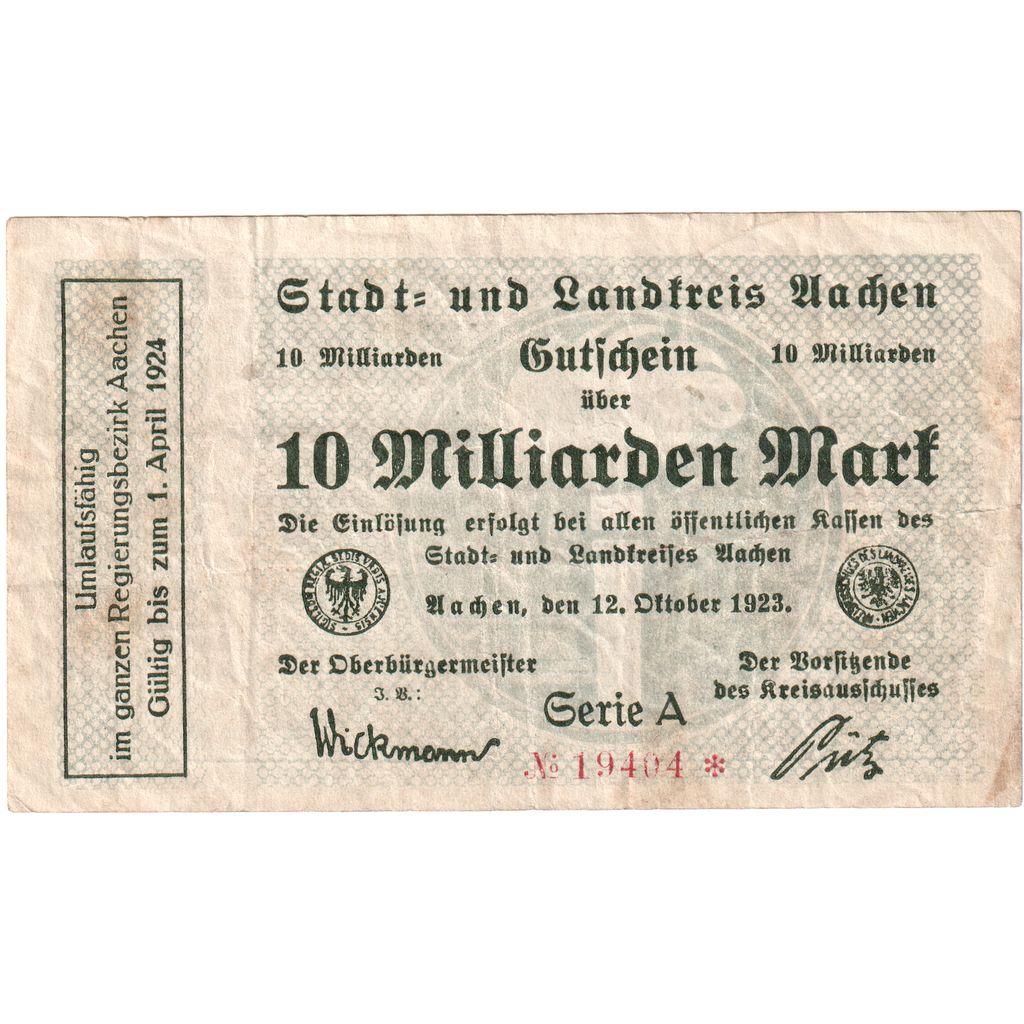 Umlaufsfähig
im ganzen Regierungsbezirk Aachen
Gültig bis zum 1. April 1924
Stadt- und Landkreis Aachen
10 Milliarden Gutschein 10 Milliarden
über
10 Milliarden Mark
Die Einlösung erfolgt bei allen öffentlichen Kassen des
Stadt- und Landkreises Aachen
Aachen, den 12. Oktober 1923.
Der Oberbürgermeister
J. V.:
Wickmann
Der Vorsitzende
des Kreisausschusses
Pütz
Serie A
№ 19404 *